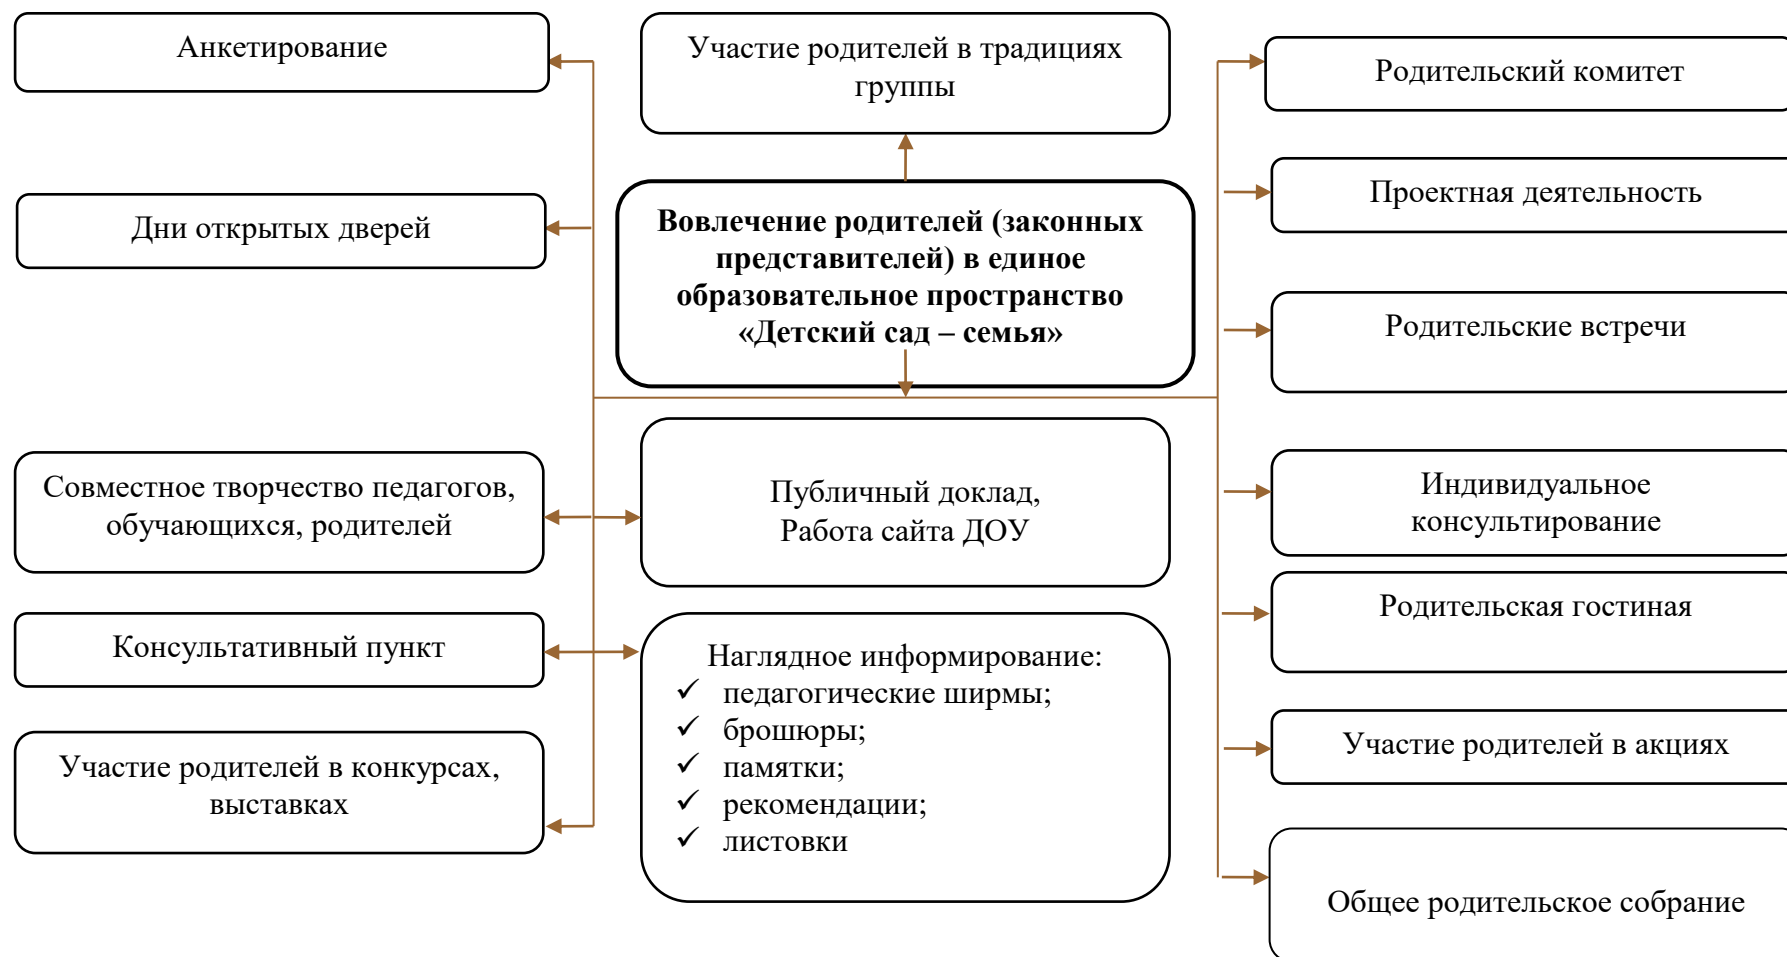 Анкетирование
Дни открытых дверей
Совместное творчество педагогов,
обучающихся, родителей
Консультативный пункт
Участие родителей в конкурсах,
выставках
Участие родителей в традициях
группы
Вовлечение родителей (законных
представителей) в единое
образовательное пространство
«Детский сад – семья»
Публичный доклад,
Работа сайта ДОУ
Наглядное информирование:
✓ педагогические ширмы;
✓ брошюры;
✓ памятки;
✓ рекомендации;
✓ листовки
Родительский комитет
Проектная деятельность
Родительские встречи
Индивидуальное
консультирование
Родительская гостиная
Участие родителей в акциях
Общее родительское собрание